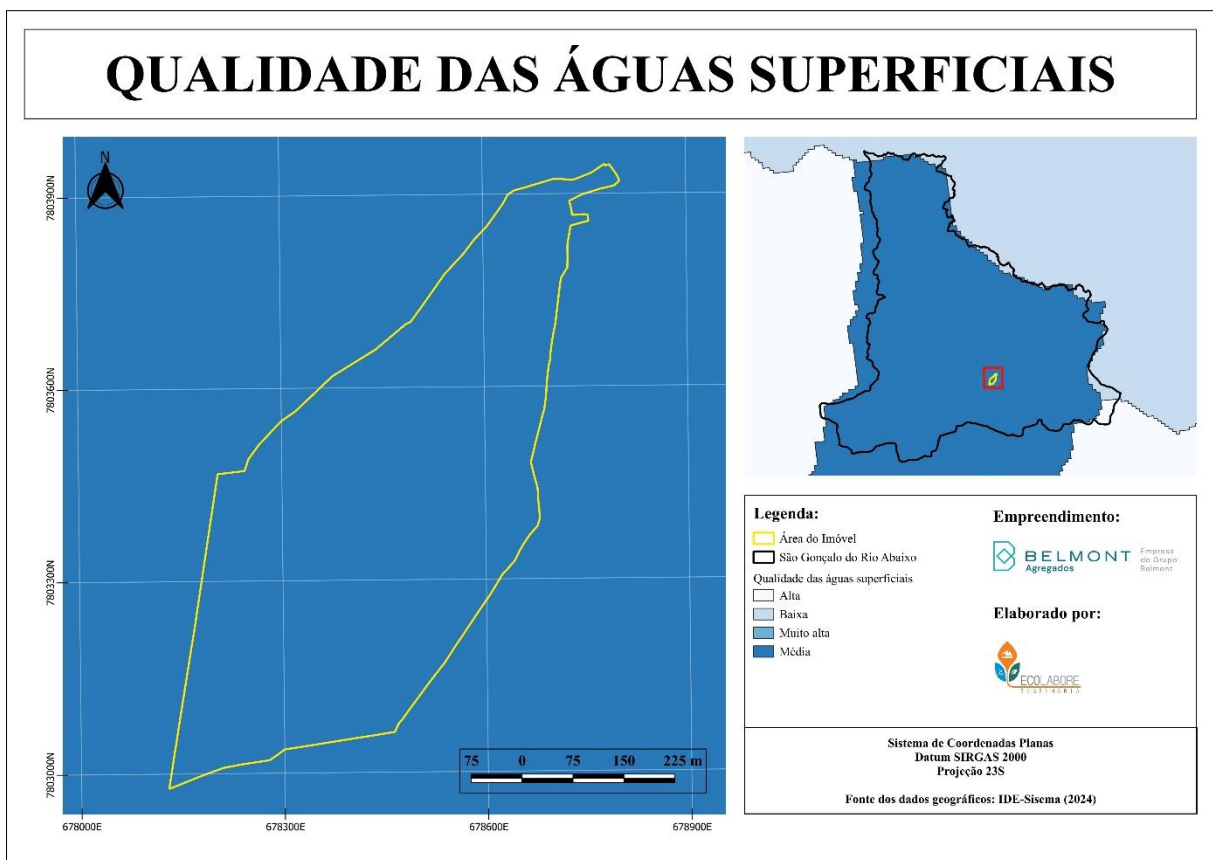 QUALIDADE DAS ÁGUAS SUPERFICIAIS
N
7803900N
7803600N
7803300N
7803000N
678000E
678300E
678600E
678900E
75 0 75 150 225 m
Legenda:
Área do Imóvel
São Gonçalo do Rio Abaixo
Qualidade das águas superficiais
Alta
Baixa
Muito alta
Média
Empreendimento:
BELMONT
Agregados
Empresa
do Grupo
Belmont
Elaborado por:
ECOLABORE
ENGENHARIA
Sistema de Coordenadas Planas
Datum SIRGAS 2000
Projeção 23S
Fonte dos dados geográficos: IDE-Sisema (2024)